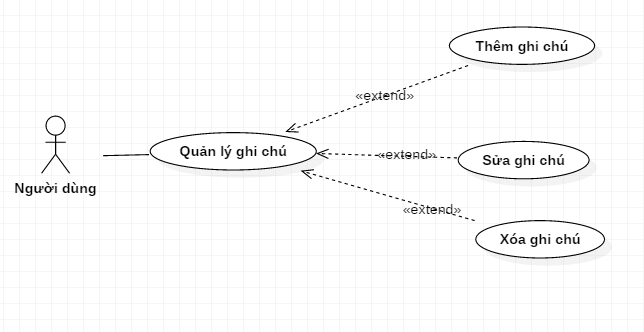 Thêm ghi chú
«extend»
Quản lý ghi chú
«extend»
Sửa ghi chú
Người dùng
«extend»
Xóa ghi chú